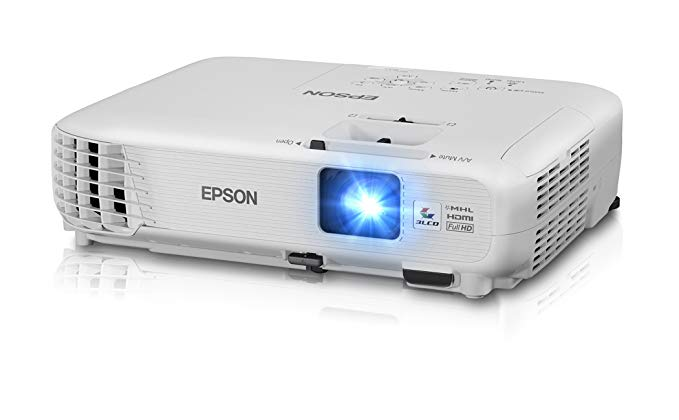 EPSON
Open
A/V Mute
EPSON
3LCD
MHL
HDMI
Full HD